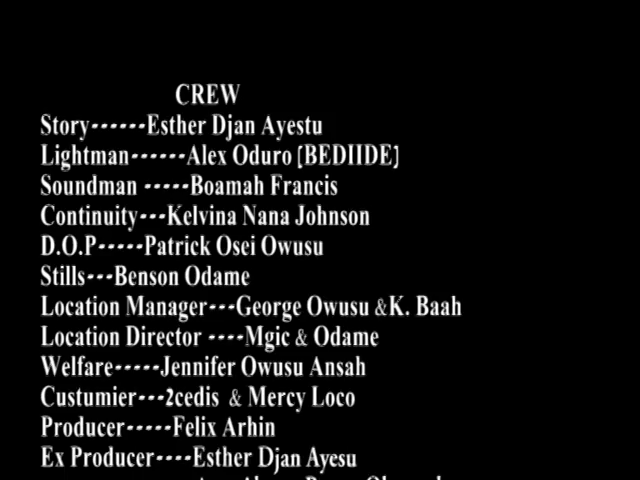 CREW
Story------Esther Djan Ayestu
Lightman------Alex Oduro [BEDIIDE]
Soundman -----Boamah Francis
Continuity---Kelvina Nana Johnson
D.O.P-----Patrick Osei Owusu
Stills---Benson Odame
Location Manager---George Owusu &K. Baah
Location Director ----Mgic & Odame
Welfare-----Jennifer Owusu Ansah
Custumier---2cedis & Mercy Loco
Producer-----Felix Arhin
Ex Producer----Esther Djan Ayesu